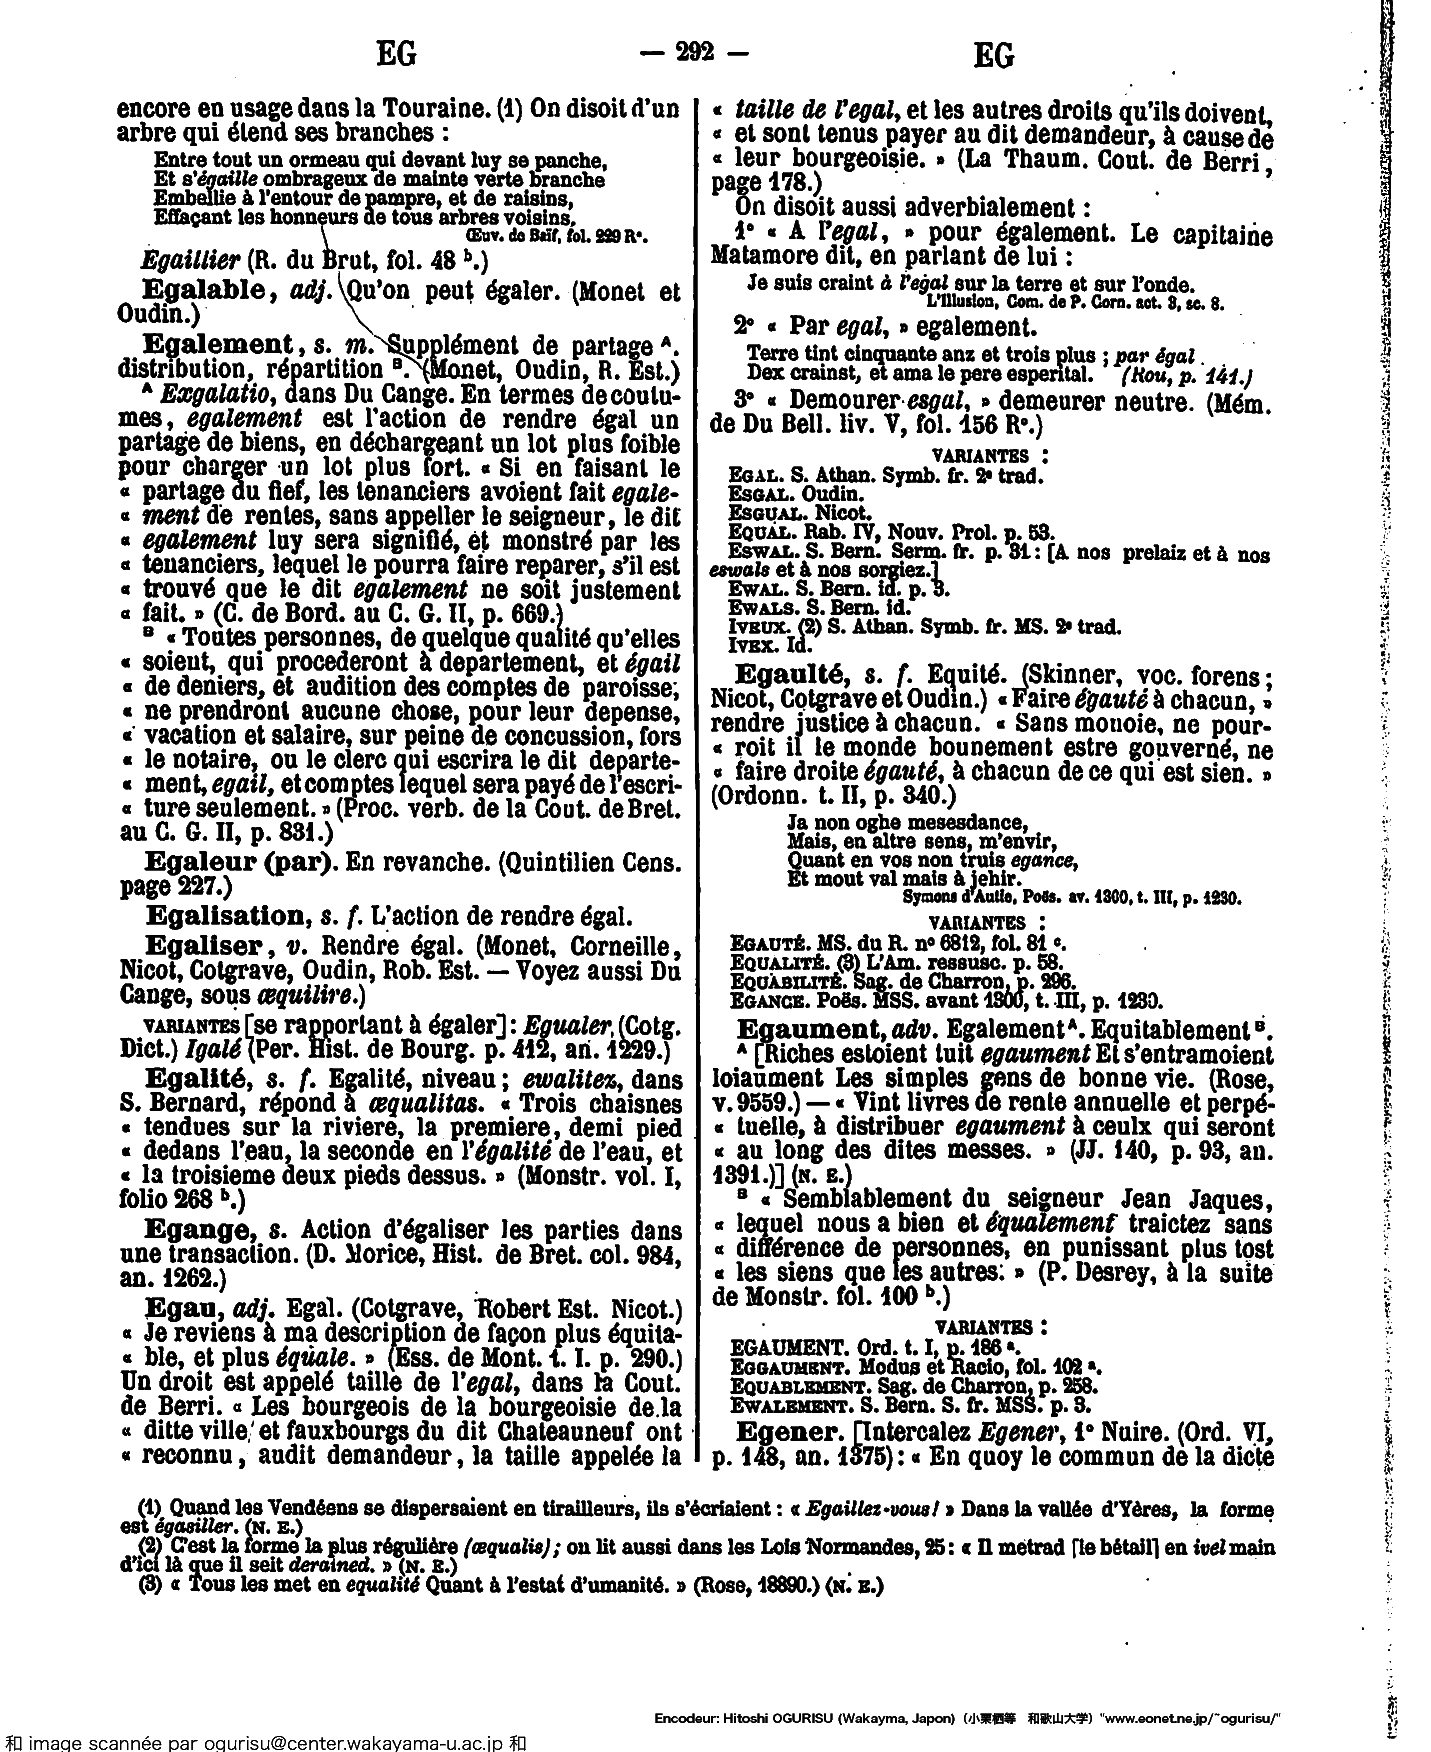 EG — 292 — EG
encore en usage dans la Touraine. (1) On disoit d'un
arbre qui étend ses branches :
Entre tout un ormeau qui devant luy se panche,
Et s'égaille ombrageux de mainte verte branche
Embellie à l'entour de pampre, et de raisins,
Effaçant les honneurs de tous arbres voisins.
Œuv. de Baïf, fol. 229 R°.
Egaillier (R. du Brut, fol. 48 b.)
Egalable, adj. Qu'on peut égaler. (Monet et
Oudin.)
Egalement, s. m. Supplément de partage A.
distribution, répartition B. (Monet, Oudin, R. Est.)
A Exgalatio, dans Du Cange. En termes de coutu-
mes, egalement est l'action de rendre égal un
partage de biens, en déchargeant un lot plus foible
pour charger un lot plus fort. « Si en faisant le
« partage du fief, les tenanciers avoient fait egale-
« ment de rentes, sans appeller le seigneur, le dit
« egalement luy sera signifié, et monstré par les
« tenanciers, lequel le pourra faire reparer, s'il est
« trouvé que le dit egalement ne soit justement
« fait. » (C. de Bord. au C. G. II, p. 669.)
B « Toutes personnes, de quelque qualité qu'elles
« soient, qui procederont à departement, et égail
« de deniers, et audition des comptes de paroisse;
« ne prendront aucune chose, pour leur depense,
« vacation et salaire, sur peine de concussion, fors
« le notaire, ou le clerc qui escrira le dit departe-
« ment, egail, et comptes lequel sera payé de l'escri-
« ture seulement. » (Proc. verb. de la Cout. de Bret.
au C. G. II, p. 831.)
Egaleur (par). En revanche. (Quintilien Cens.
page 227.)
Egalisation, s. f. L'action de rendre égal.
Egaliser, v. Rendre égal. (Monet, Corneille,
Nicot, Cotgrave, Oudin, Rob. Est. — Voyez aussi Du
Cange, sous æquilire.)
VARIANTES [se rapportant à égaler] : Egualer, (Cotg.
Dict.) Igalé (Per. Hist. de Bourg. p. 412, an. 1229.)
Egalité, s. f. Egalité, niveau ; ewalitez, dans
S. Bernard, répond à æqualitas. « Trois chaisnes
« tendues sur la riviere, la premiere, demi pied
« dedans l'eau, la seconde en l'égalité de l'eau, et
« la troisieme deux pieds dessus. » (Monstr. vol. I,
folio 268 b.)
Egange, s. Action d'égaliser les parties dans
une transaction. (D. Morice, Hist. de Bret. col. 984,
an. 1262.)
Egau, adj. Egal. (Cotgrave, Robert Est. Nicot.)
« Je reviens à ma description de façon plus équita-
« ble, et plus équale. » (Ess. de Mont. t. I. p. 290.)
Un droit est appelé taille de l'egal, dans la Cout.
de Berri. « Les bourgeois de la bourgeoisie de la
« ditte ville, et fauxbourgs du dit Chateauneuf ont
« reconnu, audit demandeur, la taille appelée la
« taille de l'egal, et les autres droits qu'ils doivent,
« et sont tenus payer au dit demandeur, à cause de
« leur bourgeoisie. » (La Thaum. Cout. de Berri,
page 178.)
On disoit aussi adverbialement :
1° « A l'egal, » pour également. Le capitaine
Matamore dit, en parlant de lui :
Je suis craint à l'egal sur la terre et sur l'onde.
L'Illusion, Com. de P. Corn. act. 3, sc. 8.
2° « Par egal, » egalement.
Terre tint cinquante anz et trois plus ; par égal
Dex crainst, et ama le pere esperital. (Rou, p. 141.)
3° « Demourer esgal, » demeurer neutre. (Mém.
de Du Bell. liv. V, fol. 156 R°.)
VARIANTES :
EGAL. S. Athan. Symb. fr. 2e trad.
ESGAL. Oudin.
ESGUAL. Nicot.
EQUAL. Rab. IV, Nouv. Prol. p. 53.
ESWAL. S. Bern. Serm. fr. p. 31 : [A nos prelaiz et à nos
eswals et à nos sorgiez.]
EWAL. S. Bern. id. p. 3.
EWALS. S. Bern. id.
IVEUX. (2) S. Athan. Symb. fr. MS. 2e trad.
IVEX. Id.
Egaulté, s. f. Equité. (Skinner, voc. forens ;
Nicot, Cotgrave et Oudin.) « Faire égauté à chacun, »
rendre justice à chacun. « Sans monoie, ne pour-
« roit il le monde bounement estre gouverné, ne
« faire droite égauté, à chacun de ce qui est sien. »
(Ordonn. t. II, p. 340.)
Ja non oghe mesesdance,
Mais, en altre sens, m'envir,
Quant en vos non truis egance,
Et mout val mais à jehir.
Symons d'Autie, Poës. av. 1300, t. III, p. 1230.
VARIANTES :
EGAUTÉ. MS. du R. n° 6812, fol. 81 c.
EQUALITÉ. (3) L'Am. ressusc. p. 58.
EQUABILITÉ. Sag. de Charron, p. 296.
EGANCE. Poës. MSS. avant 1300, t. III, p. 1230.
Egaument, adv. Egalement A. Equitablement B.
A [Riches estoient tuit egaument Et s'entramoient
loiaument Les simples gens de bonne vie. (Rose,
v. 9559.) — « Vint livres de rente annuelle et perpé-
« tuelle, à distribuer egaument à ceulx qui seront
« au long des dites messes. » (JJ. 140, p. 93, an.
1391.)] (N. E.)
B « Semblablement du seigneur Jean Jaques,
« lequel nous a bien et équalement traictez sans
« différence de personnes, en punissant plus tost
« les siens que les autres. » (P. Desrey, à la suite
de Monstr. fol. 100 b.)
VARIANTES :
EGAUMENT. Ord. t. I, p. 186 a.
EGGAUMENT. Modus et Racio, fol. 102 a.
EQUABLEMENT. Sag. de Charron, p. 258.
EWALEMENT. S. Bern. S. fr. MSS. p. 3.
Egener. [Intercalez Egener, 1° Nuire. (Ord. VI,
p. 148, an. 1375) : « En quoy le commun de la dicte
(1) Quand les Vendéens se dispersaient en tirailleurs, ils s'écriaient : « Egaillez-vous ! » Dans la vallée d'Yères, la forme
est égasiller. (N. E.)
(2) C'est la forme la plus régulière (æqualis) ; on lit aussi dans les Lois Normandes, 25 : « Il metrad [le bétail] en ivel main
d'ici là que il seit derained. » (N. E.)
(3) « Tous les met en equalité Quant à l'estat d'umanité. » (Rose, 18890.) (N. E.)
Encodeur: Hitoshi OGURISU (Wakayma, Japon) (小栗栖等 和歌山大学) "www.eonet.ne.jp/~ogurisu/"
和 image scannée par ogurisu@center.wakayama-u.ac.jp 和